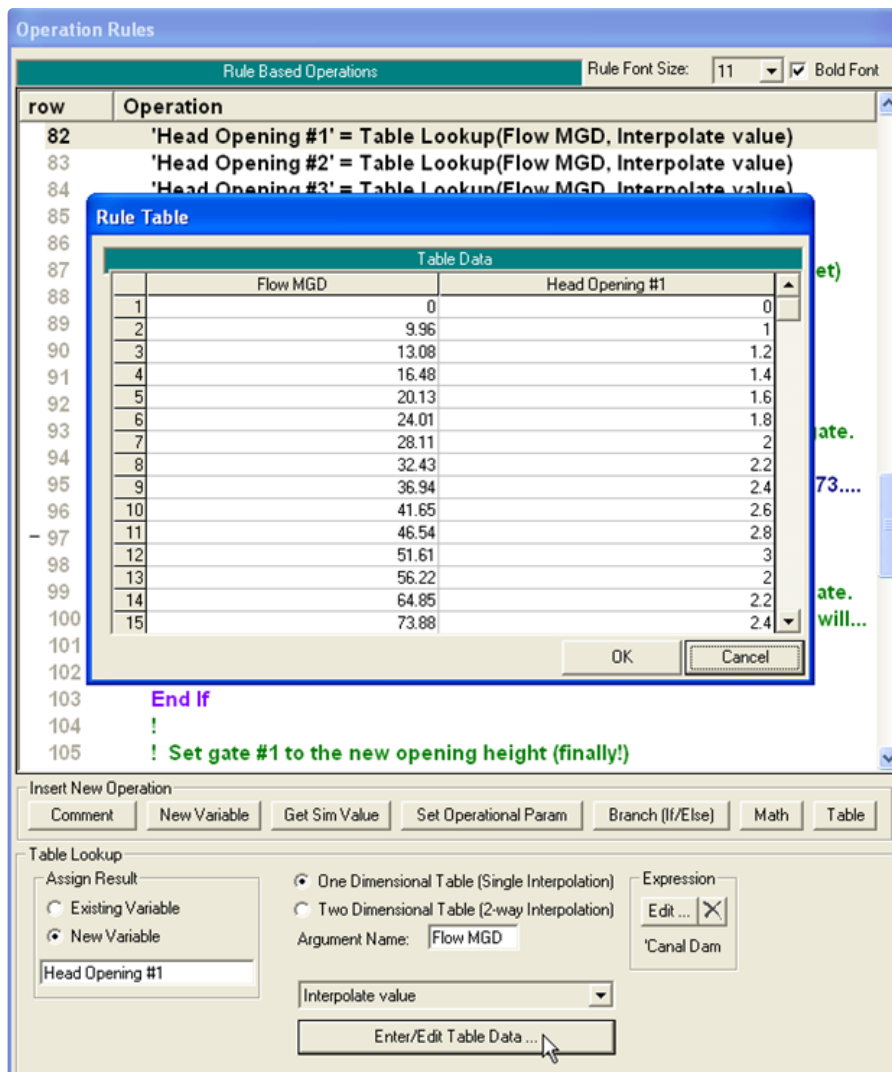 Operation Rules
Rule Based Operations Rule Font Size: 11 Bold Font
row Operation
82 'Head Opening #1' = Table Lookup(Flow MGD, Interpolate value)
83 'Head Opening #2' = Table Lookup(Flow MGD, Interpolate value)
84 'Head Opening #3' = Table Lookup(Flow MGD, Interpolate value)
85
86
87 et)
88
89
90
91
92
93 gate.
94
95 73....
96
- 97
98
99 ate.
100 will...
101
102
103 End If
104 !
105 ! Set gate #1 to the new opening height (finally!)
Rule Table
Table Data
Flow MGD Head Opening #1
1 0 0
2 9.96 1
3 13.08 1.2
4 16.48 1.4
5 20.13 1.6
6 24.01 1.8
7 28.11 2
8 32.43 2.2
9 36.94 2.4
10 41.65 2.6
11 46.54 2.8
12 51.61 3
13 56.22 2
14 64.85 2.2
15 73.88 2.4
OK Cancel
Insert New Operation
Comment New Variable Get Sim Value Set Operational Param Branch (If/Else) Math Table
Table Lookup
Assign Result
Existing Variable
New Variable
Head Opening #1
One Dimensional Table (Single Interpolation)
Two Dimensional Table (2-way Interpolation)
Argument Name: Flow MGD
Interpolate value
Enter/Edit Table Data ...
Expression
Edit ...
'Canal Dam